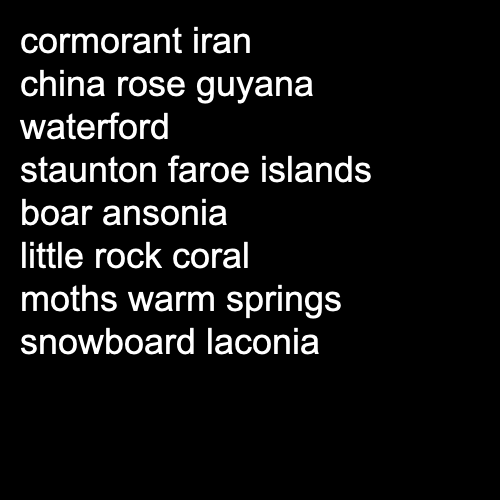 cormorant iran
china rose guyana
waterford
staunton faroe islands
boar ansonia
little rock coral
moths warm springs
snowboard laconia